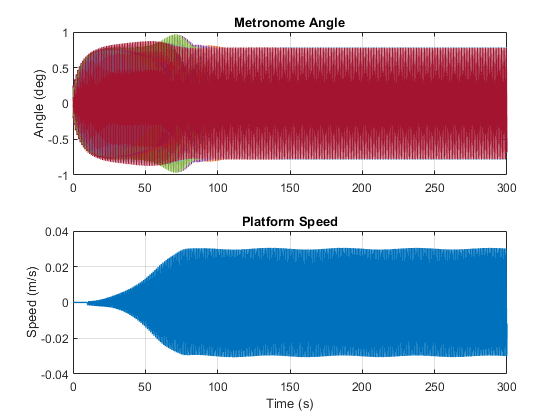 Metronome Angle
1
0.5
0
-0.5
-1
Angle (deg)
0 50 100 150 200 250 300
Platform Speed
0.04
0.02
0
-0.02
-0.04
Speed (m/s)
0 50 100 150 200 250 300
Time (s)